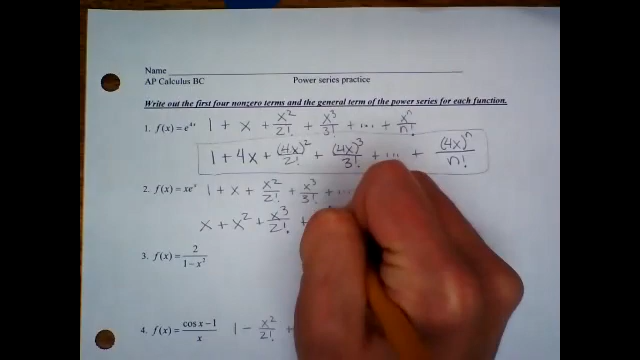 Name
AP Calculus BC Power series practice
Write out the first four nonzero terms and the general term of the power series for each function.
1. f(x) = e⁴ˣ 1 + x + x²/2! + x³/3! + ... + xⁿ/n!
1 + 4x + (4x)²/2! + (4x)³/3! + ... + (4x)ⁿ/n!
2. f(x) = xeˣ 1 + x + x²/2! + x³/3! + ...
x + x² + x³/2! +
3. f(x) = 2/(1 − x²)
4. f(x) = (cos x − 1)/x 1 − x²/2! +